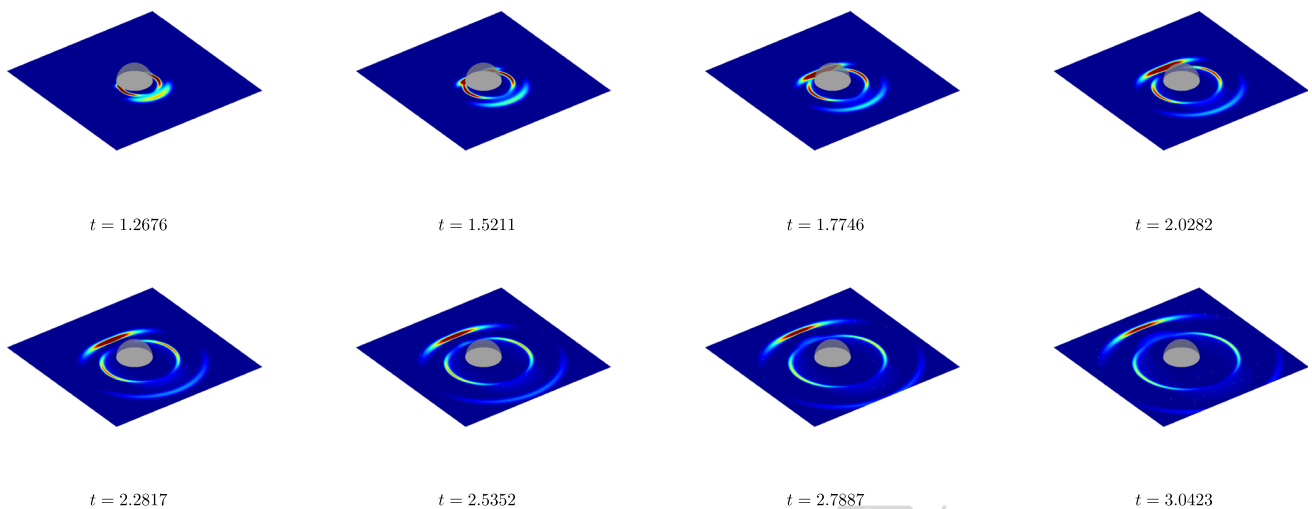 t = 1.2676
t = 1.5211
t = 1.7746
t = 2.0282
t = 2.2817
t = 2.5352
t = 2.7887
t = 3.0423